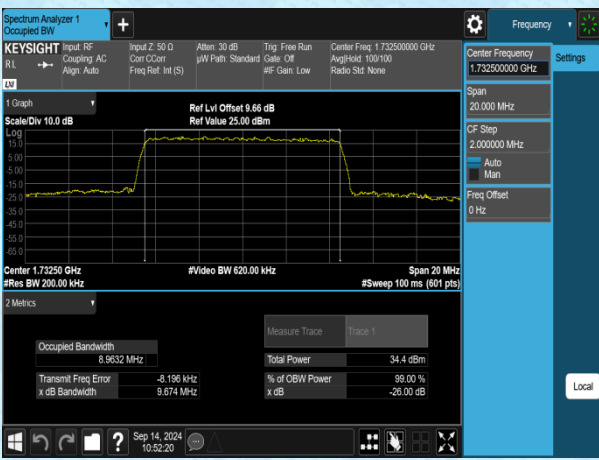 Spectrum Analyzer 1
Occupied BW
+
Frequency
KEYSIGHT
RL
LXI
Input: RF
Coupling: AC
Align: Auto
Input Z: 50 Ω
Corr CCorr
Freq Ref: Int (S)
Atten: 30 dB
µW Path: Standard
Trig: Free Run
Gate: Off
#IF Gain: Low
Center Freq: 1.732500000 GHz
Avg|Hold: 100/100
Radio Std: None
Center Frequency
1.732500000 GHz
Settings
Span
20.000 MHz
CF Step
2.000000 MHz
Auto
Man
Freq Offset
0 Hz
Local
1 Graph
Scale/Div 10.0 dB
Ref Lvl Offset 9.66 dB
Ref Value 25.00 dBm
Log
15.0
5.00
-5.00
-15.0
-25.0
-35.0
-45.0
-55.0
-65.0
Center 1.73250 GHz
#Res BW 200.00 kHz
#Video BW 620.00 kHz
Span 20 MHz
#Sweep 100 ms (601 pts)
2 Metrics
Measure Trace Trace 1
Occupied Bandwidth
8.9632 MHz
Total Power 34.4 dBm
Transmit Freq Error -8.196 kHz
% of OBW Power 99.00 %
x dB Bandwidth 9.674 MHz
x dB -26.00 dB
?
Sep 14, 2024
10:52:20